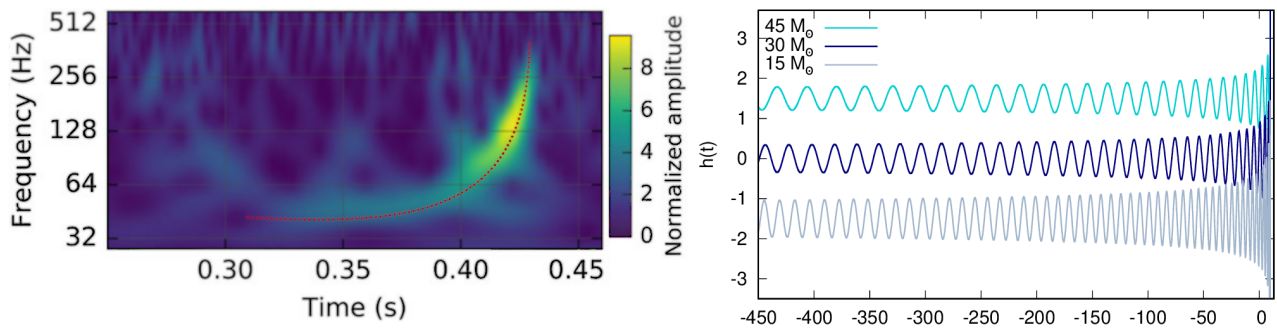 Frequency (Hz)
512
256
128
64
32
0.30 0.35 0.40 0.45
Time (s)
8
6
4
2
0
Normalized amplitude
45 M⊙
30 M⊙
15 M⊙
h(t)
3
2
1
0
-1
-2
-3
-450 -400 -350 -300 -250 -200 -150 -100 -50 0